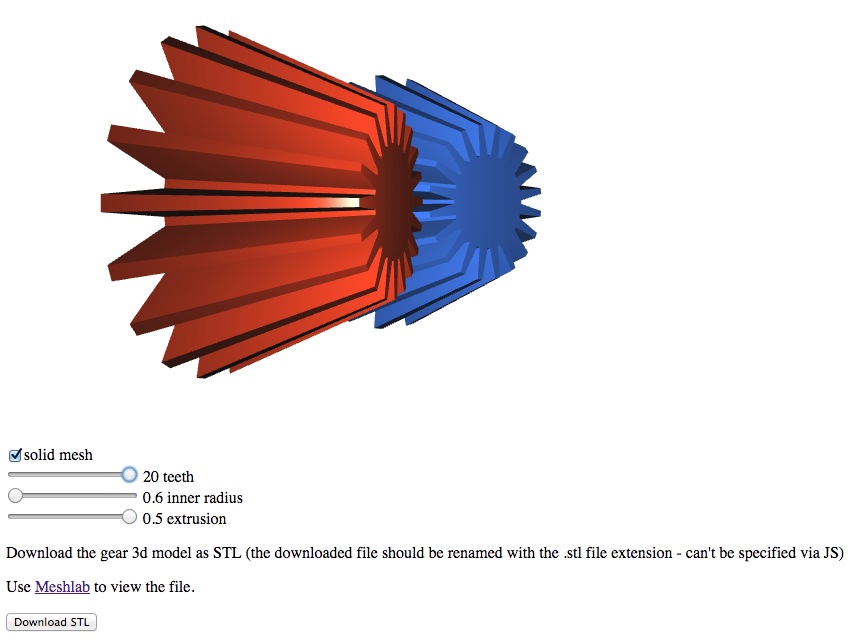 solid mesh
20 teeth
0.6 inner radius
0.5 extrusion
Download the gear 3d model as STL (the downloaded file should be renamed with the .stl file extension - can't be specified via JS)
Use Meshlab to view the file.
Download STL